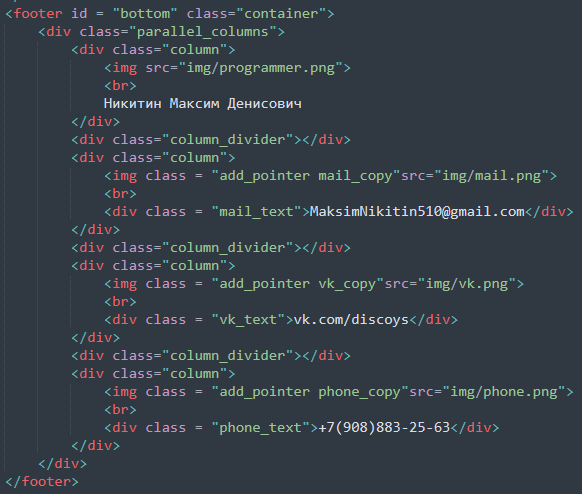 <footer id = "bottom" class="container">
<div class="parallel_columns">
<div class="column">
<img src="img/programmer.png">
<br>
Никитин Максим Денисович
</div>
<div class="column_divider"></div>
<div class="column">
<img class = "add_pointer mail_copy"src="img/mail.png">
<br>
<div class = "mail_text">MaksimNikitin510@gmail.com</div>
</div>
<div class="column_divider"></div>
<div class="column">
<img class = "add_pointer vk_copy"src="img/vk.png">
<br>
<div class = "vk_text">vk.com/discoys</div>
</div>
<div class="column_divider"></div>
<div class="column">
<img class = "add_pointer phone_copy"src="img/phone.png">
<br>
<div class = "phone_text">+7(908)883-25-63</div>
</div>
</div>
</footer>